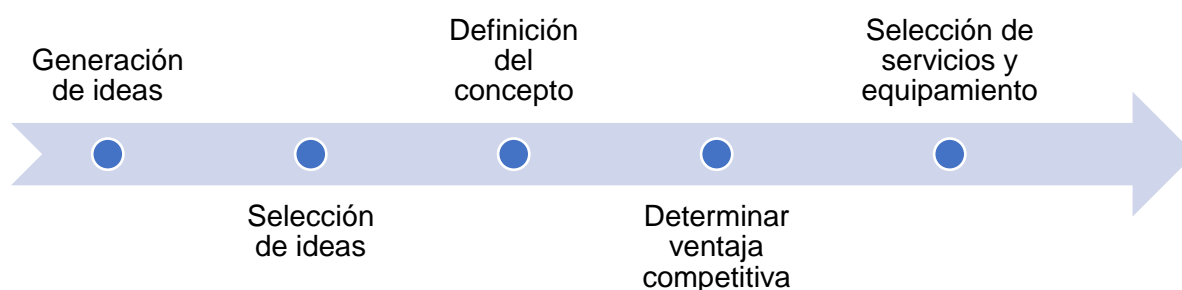 Generación
de ideas
Selección
de ideas
Definición
del
concepto
Determinar
ventaja
competitiva
Selección de
servicios y
equipamiento